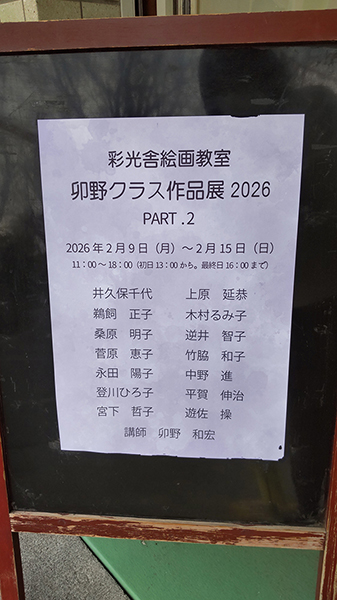 彩光舎絵画教室
卯野クラス作品展 2026
PART .2
2026 年 2 月 9 日（月）～ 2 月 15 日（日）
11：00 ～ 18：00（初日 13：00 から。最終日 16：00 まで）
井久保千代　上原　延恭
鵜飼　正子　木村るみ子
桑原　明子　逆井　智子
菅原　恵子　竹脇　和子
永田　陽子　中野　進
登川ひろ子　平賀　伸治
宮下　哲子　遊佐　操
講師　卯野　和宏